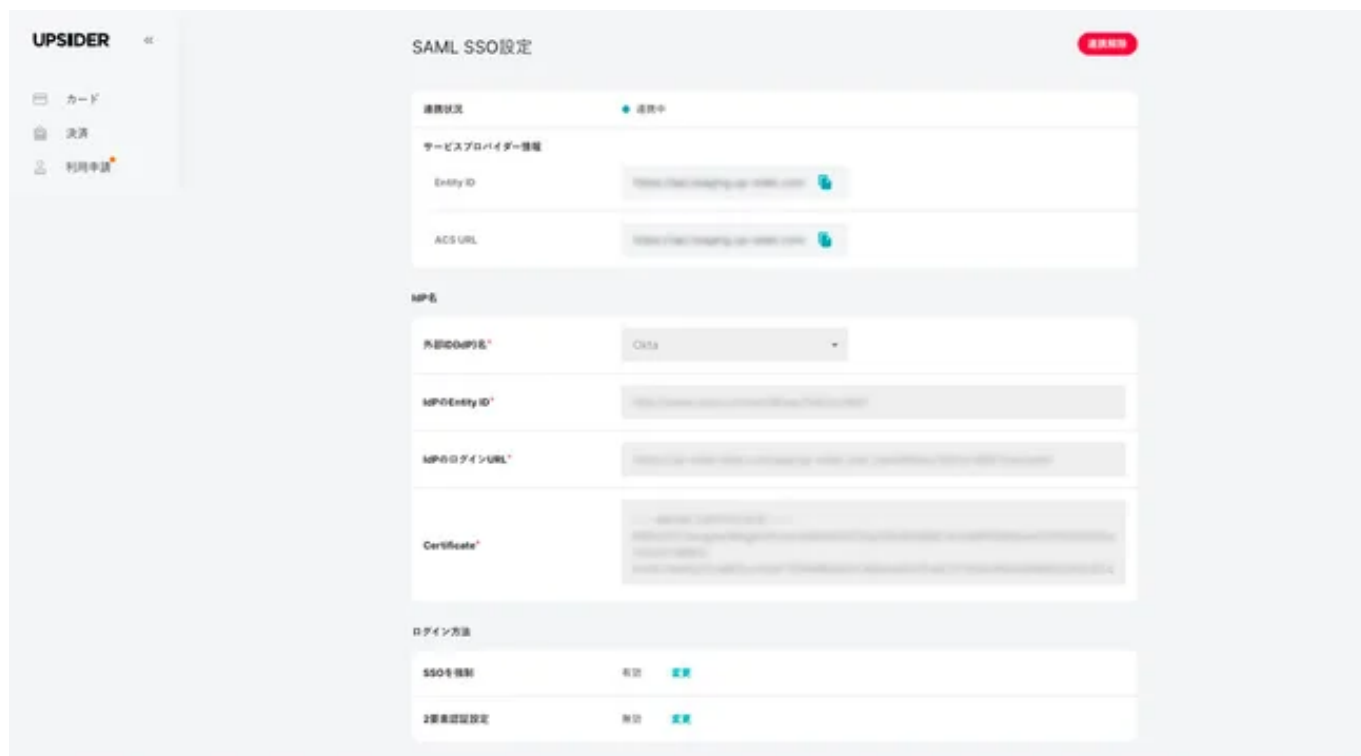 UPSIDER «
SAML SSO設定
連携解除
カード
決済
利用申請
連携状況
連携中
サービスプロバイダー情報
Entity ID
ACS URL
IdP名
外部ID(IdP)名*
Okta
IdPのEntity ID*
IdPのログインURL*
Certificate*
ログイン方法
SSOを強制
有効
変更
2要素認証設定
無効
変更